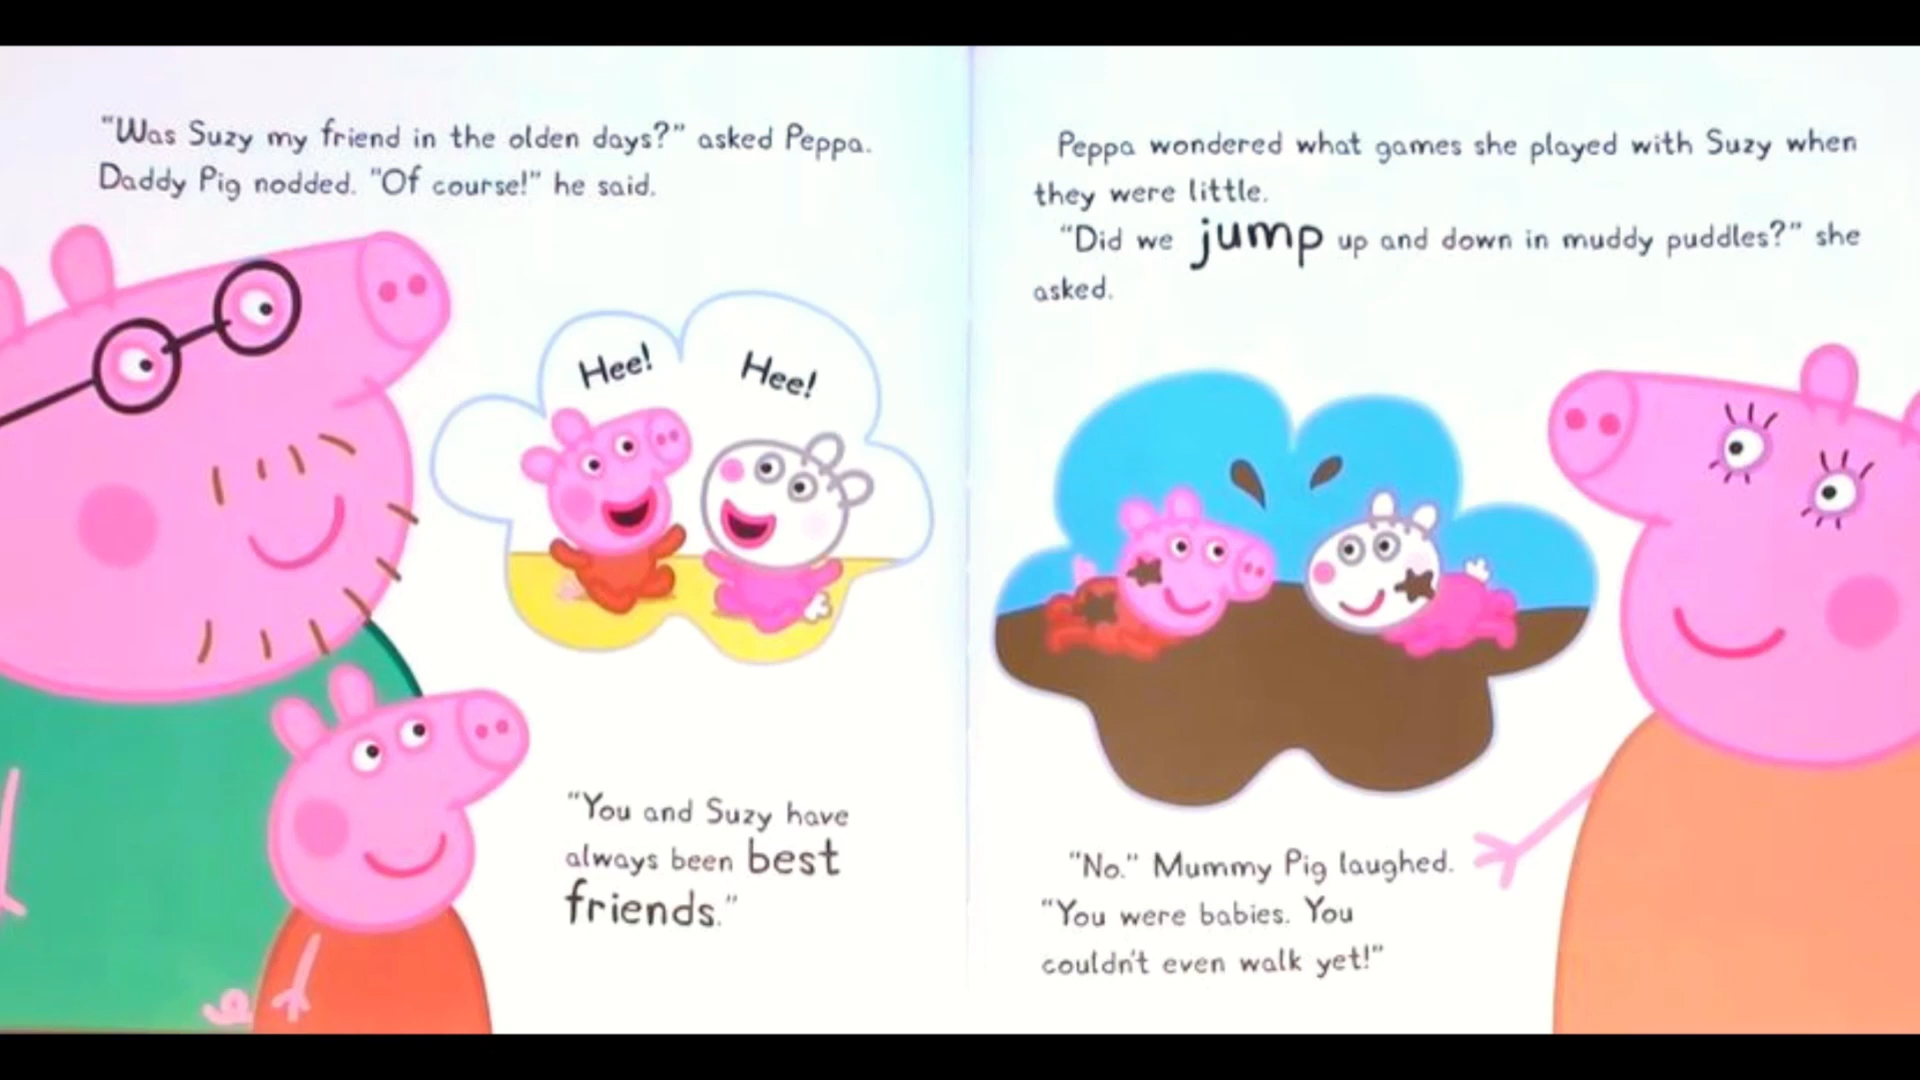 “Was Suzy my friend in the olden days?” asked Peppa.
Daddy Pig nodded. “Of course!” he said.
Hee!
Hee!
“You and Suzy have
always been best
friends.”
Peppa wondered what games she played with Suzy when
they were little.
“Did we jump up and down in muddy puddles?” she
asked.
“No.” Mummy Pig laughed.
“You were babies. You
couldn't even walk yet!”